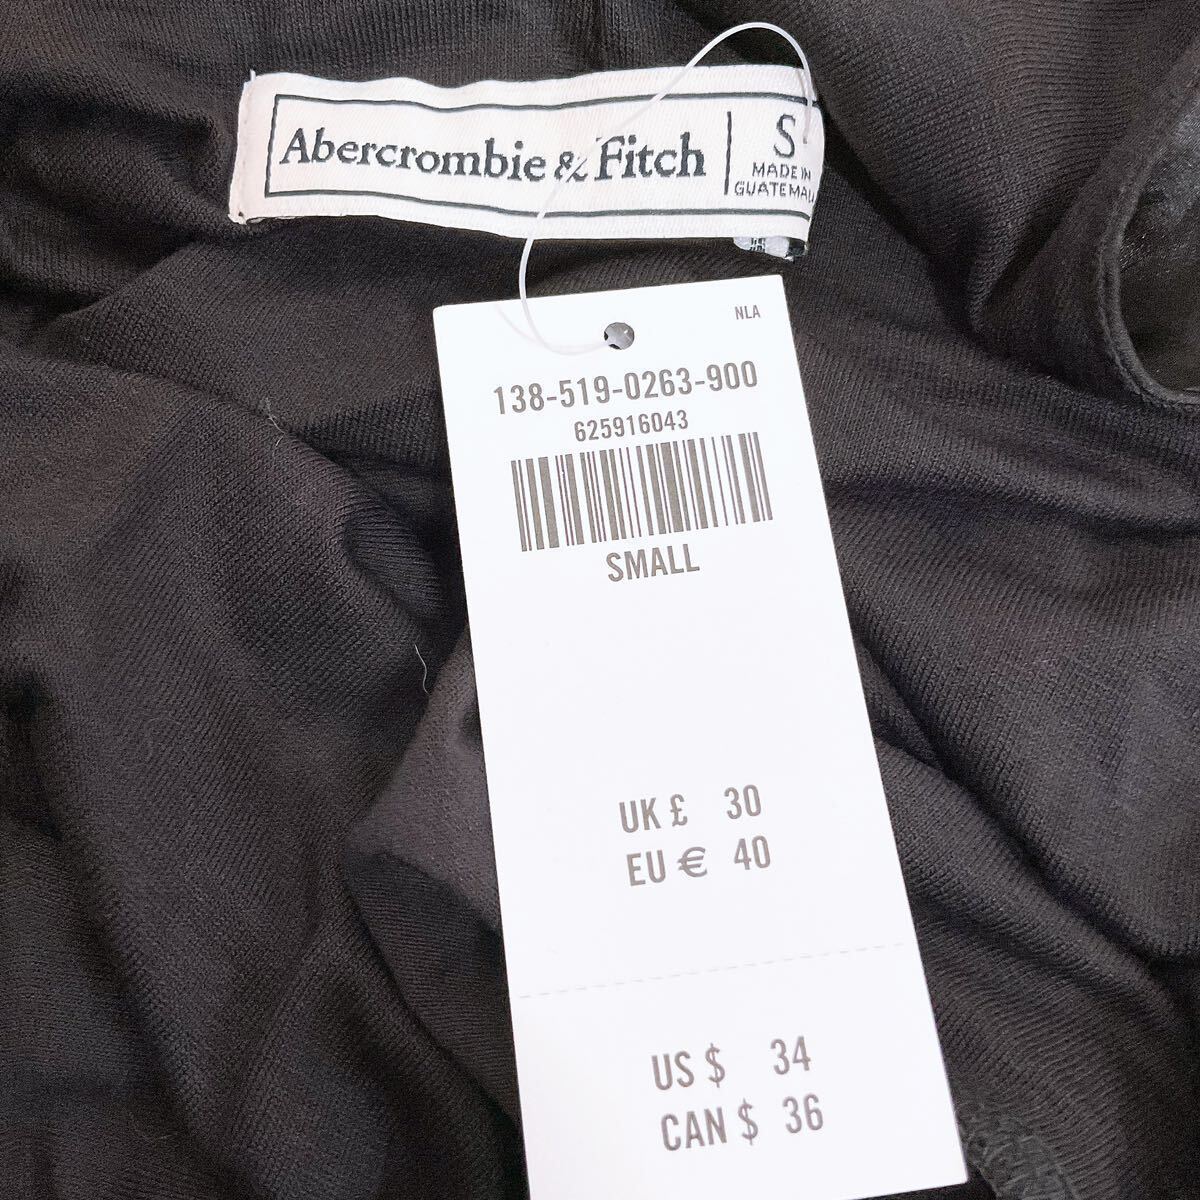 Abercrombie & Fitch
S
MADE IN
GUATEMALA
NLA
138-519-0263-900
625916043
SMALL
UK £ 30
EU € 40
US $ 34
CAN $ 36